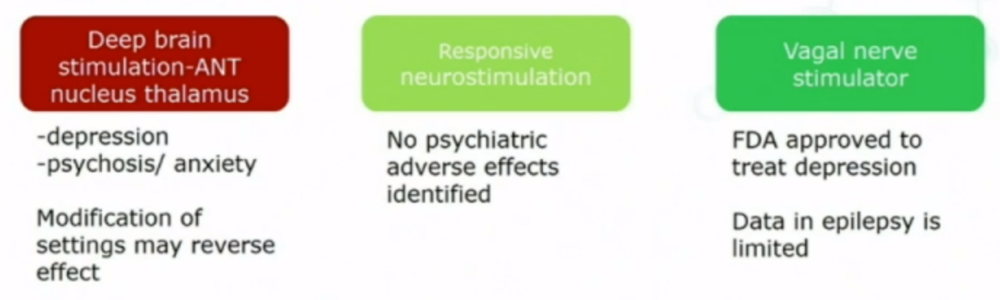 Deep brain
stimulation-ANT
nucleus thalamus
-depression
-psychosis/ anxiety
Modification of
settings may reverse
effect
Responsive
neurostimulation
No psychiatric
adverse effects
identified
Vagal nerve
stimulator
FDA approved to
treat depression
Data in epilepsy is
limited